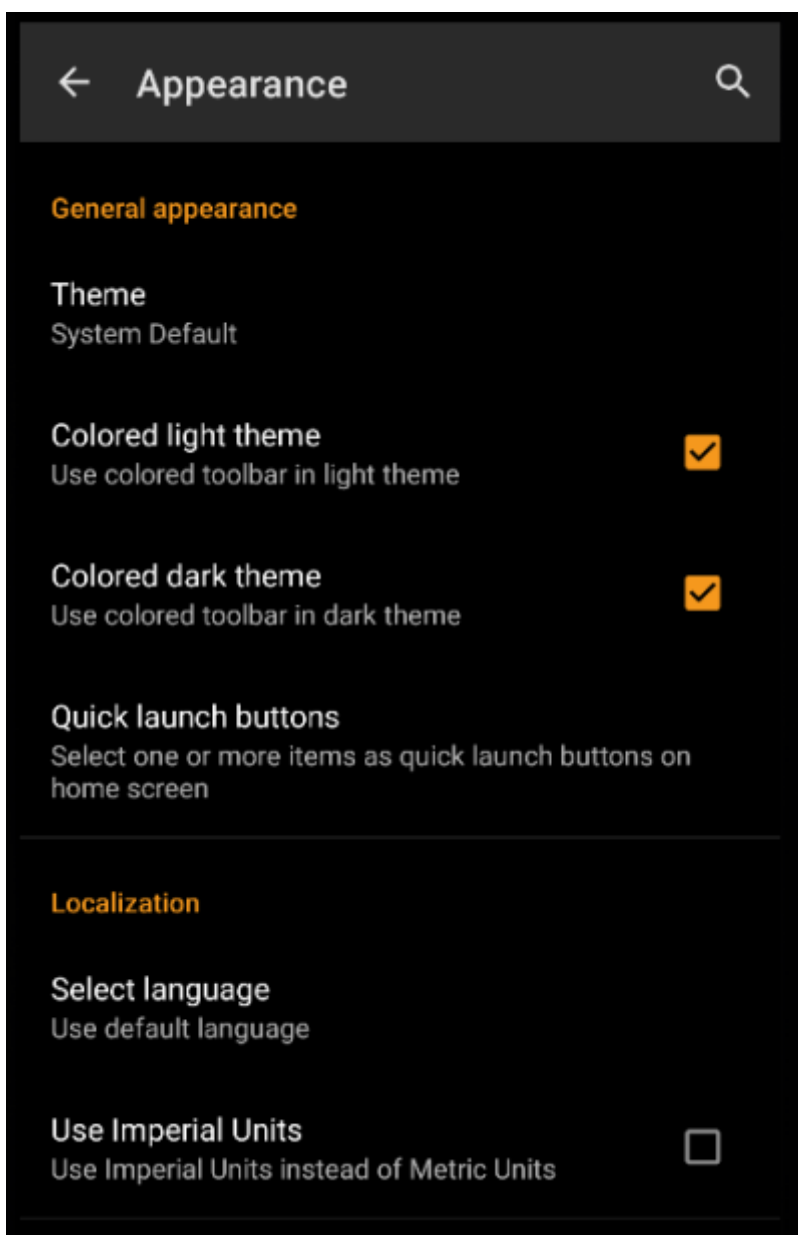 Appearance
General appearance
Theme
System Default
Colored light theme
Use colored toolbar in light theme
Colored dark theme
Use colored toolbar in dark theme
Quick launch buttons
Select one or more items as quick launch buttons on
home screen
Localization
Select language
Use default language
Use Imperial Units
Use Imperial Units instead of Metric Units